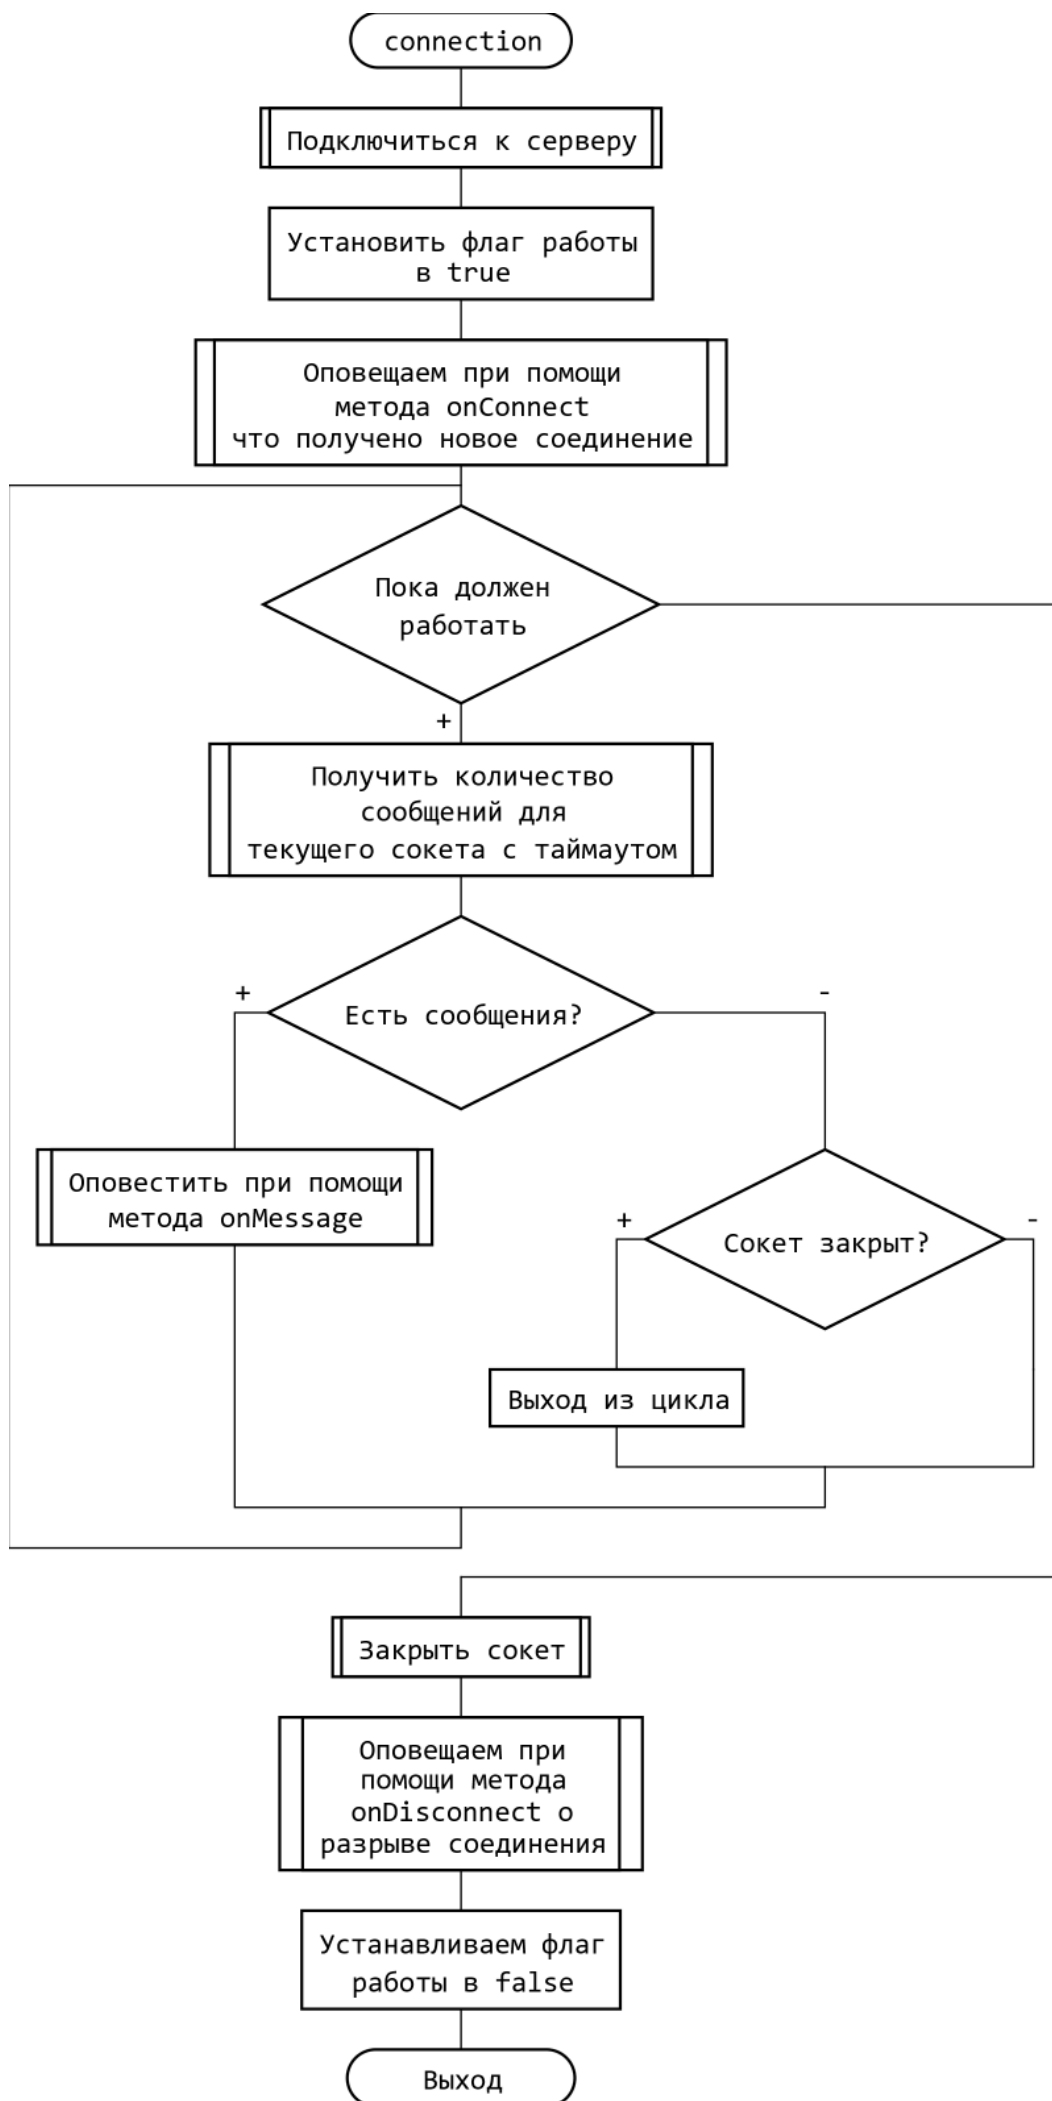 connection
Подключиться к серверу
Установить флаг работы
в true
Оповещаем при помощи
метода onConnect
что получено новое соединение
Пока должен
работать
+
Получить количество
сообщений для
текущего сокета с таймаутом
+
-
Есть сообщения?
Оповестить при помощи
метода onMessage
+
-
Сокет закрыт?
Выход из цикла
Закрыть сокет
Оповещаем при
помощи метода
onDisconnect о
разрыве соединения
Устанавливаем флаг
работы в false
Выход